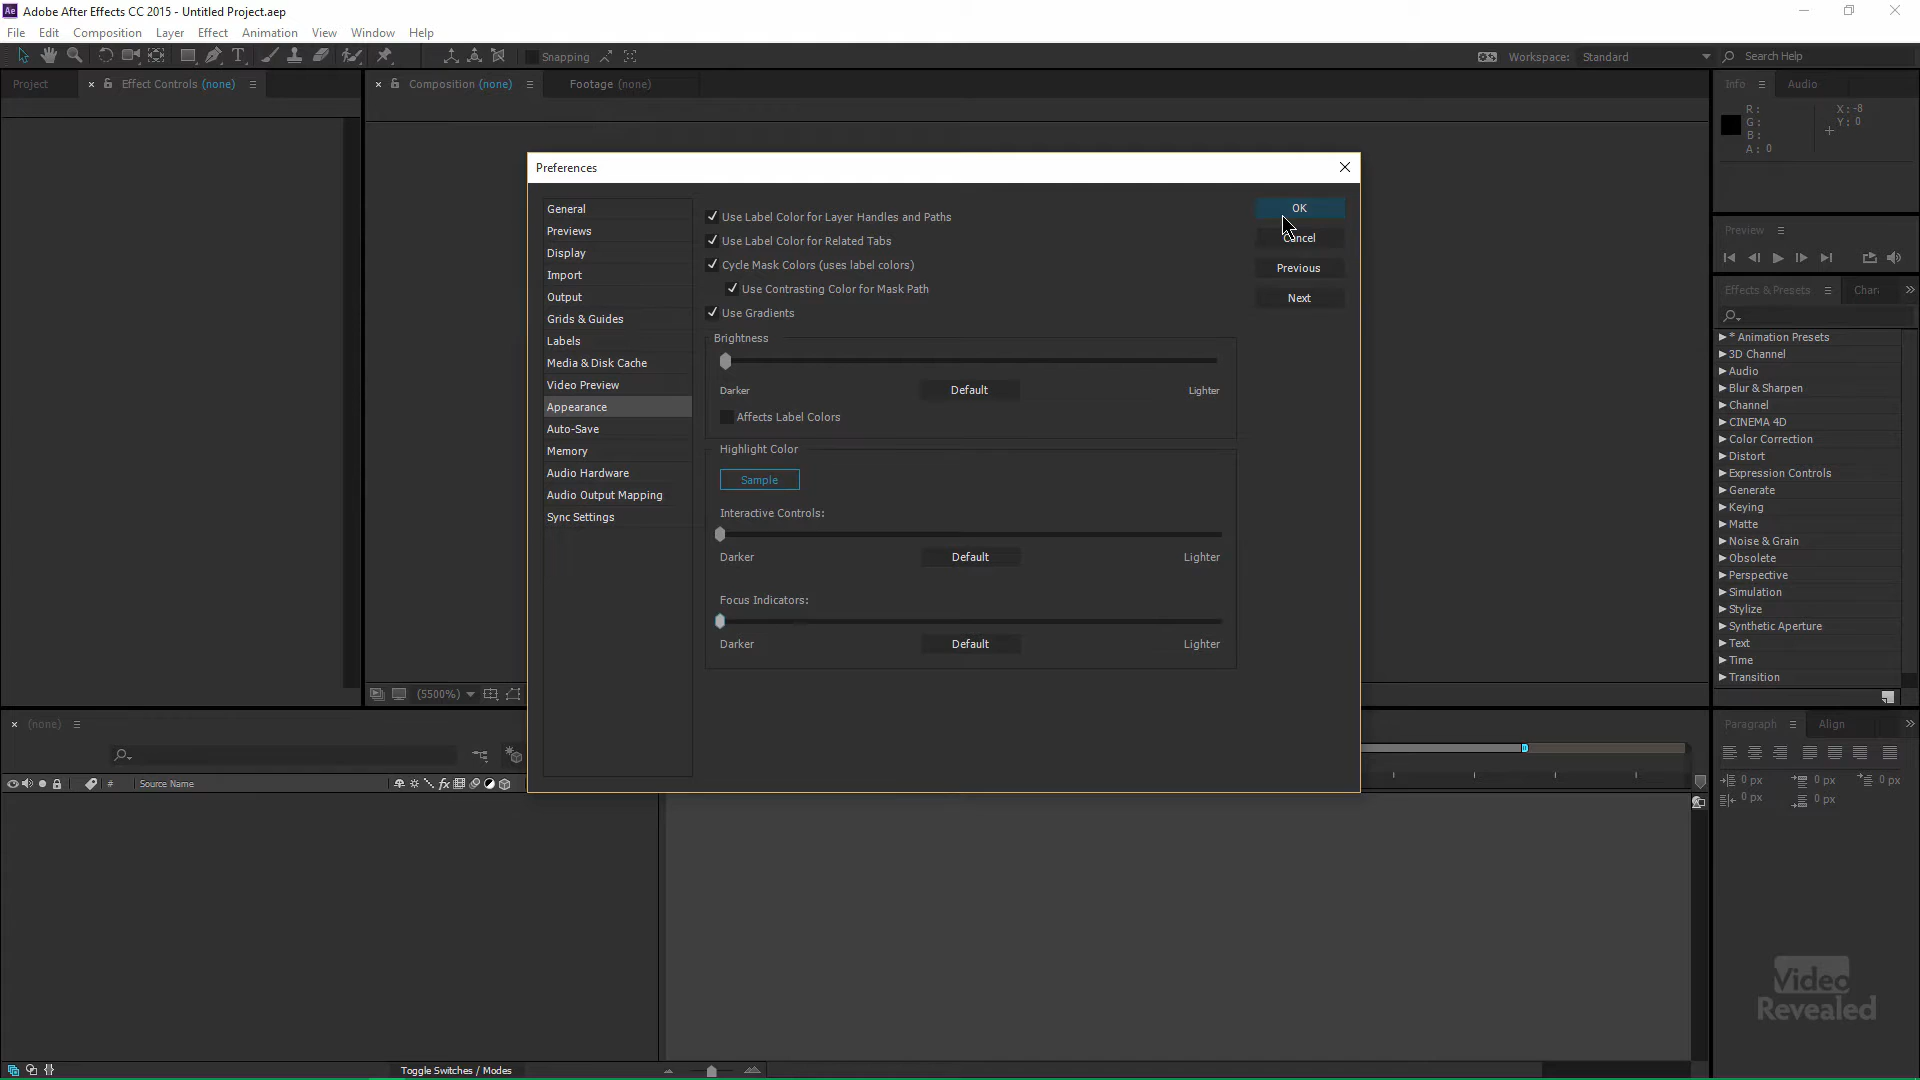 Ae Adobe After Effects CC 2015 - Untitled Project.aep
File Edit Composition Layer Effect Animation View Window Help
T Snapping Workspace: Standard Search Help
Project Effect Controls (none)
Composition (none) Footage (none)
Info Audio
R :
G :
B :
A : 0
X : -8
Y : 0
Preview
Effects & Presets Char
* Animation Presets
3D Channel
Audio
Blur & Sharpen
Channel
CINEMA 4D
Color Correction
Distort
Expression Controls
Generate
Keying
Matte
Noise & Grain
Obsolete
Perspective
Simulation
Stylize
Synthetic Aperture
Text
Time
Transition
Preferences
General
Previews
Display
Import
Output
Grids & Guides
Labels
Media & Disk Cache
Video Preview
Appearance
Auto-Save
Memory
Audio Hardware
Audio Output Mapping
Sync Settings
Use Label Color for Layer Handles and Paths
Use Label Color for Related Tabs
Cycle Mask Colors (uses label colors)
Use Contrasting Color for Mask Path
Use Gradients
Brightness
Darker Default Lighter
Affects Label Colors
Highlight Color
Sample
Interactive Controls:
Darker Default Lighter
Focus Indicators:
Darker Default Lighter
OK
Cancel
Previous
Next
(5500%)
(none)
# Source Name fx
Paragraph Align
0 px 0 px 0 px
0 px 0 px
Toggle Switches / Modes
Video
Revealed